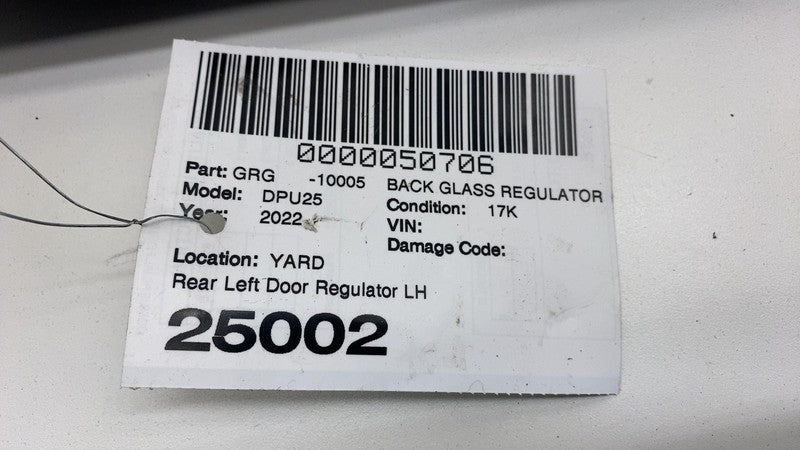 0000050706
Part: GRG -10005 BACK GLASS REGULATOR
Model: DPU25 Condition: 17K
Year: 2022 VIN:
Damage Code:
Location: YARD
Rear Left Door Regulator LH
25002